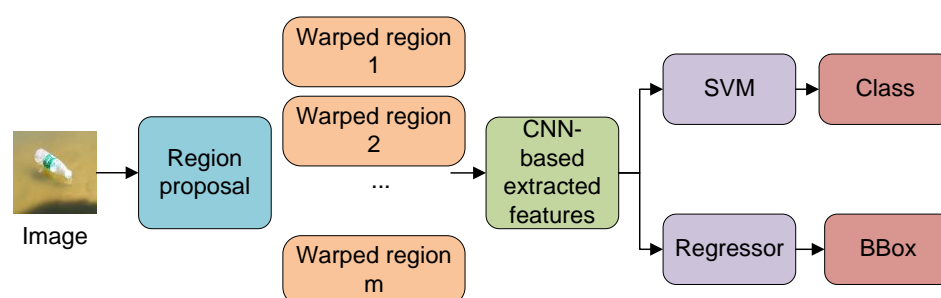 Image
Region
proposal
Warped region
1
Warped region
2
...
Warped region
m
CNN-
based
extracted
features
SVM
Class
Regressor
BBox